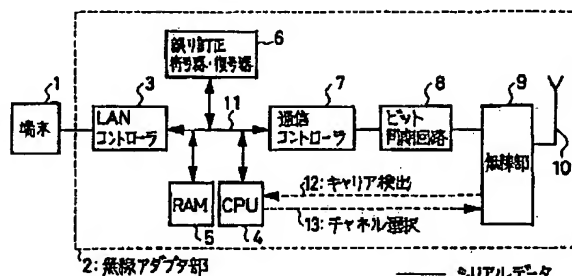 6
誤り訂正
符号器・復号器
1
端末
3
LAN
コントローラ
11
7
通信
コントローラ
8
ビット
同期回路
9
無線部
10
RAM
5
CPU
4
12:キャリア検出
13:チャネル選択
2:無線アダプタ部
シリアルデータ